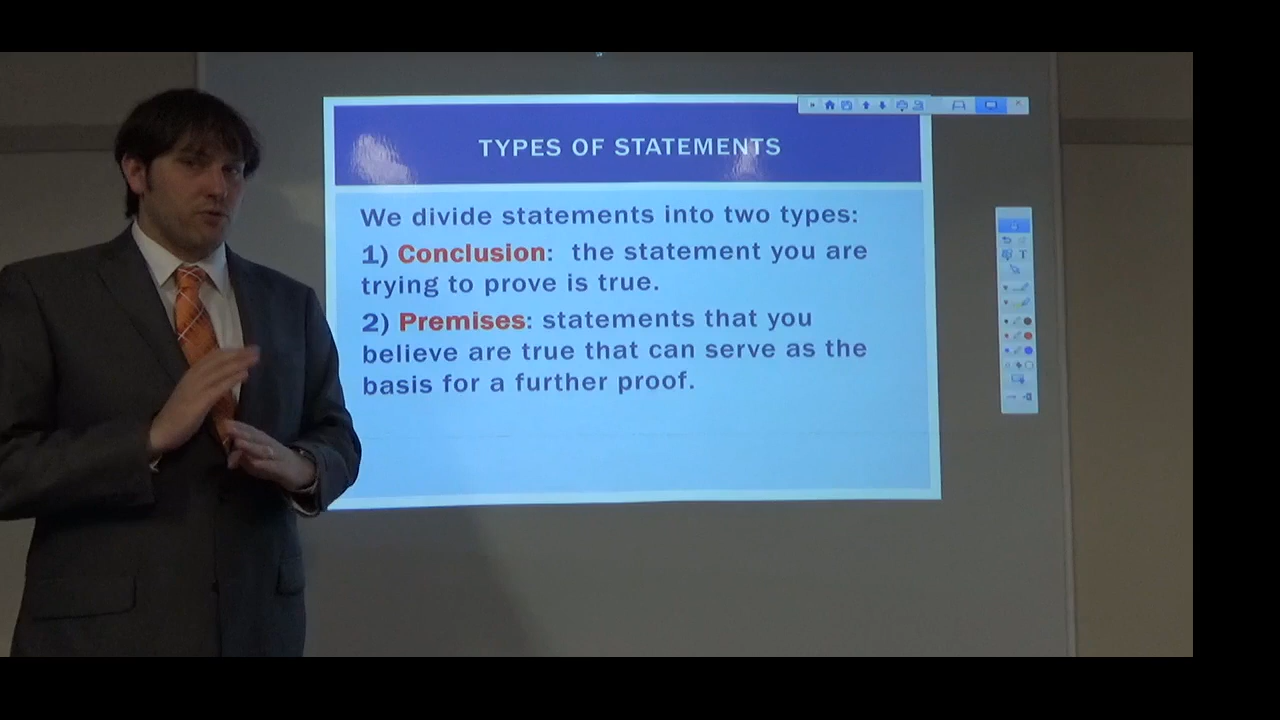 TYPES OF STATEMENTS
We divide statements into two types:
1) Conclusion: the statement you are
trying to prove is true.
2) Premises: statements that you
believe are true that can serve as the
basis for a further proof.
T